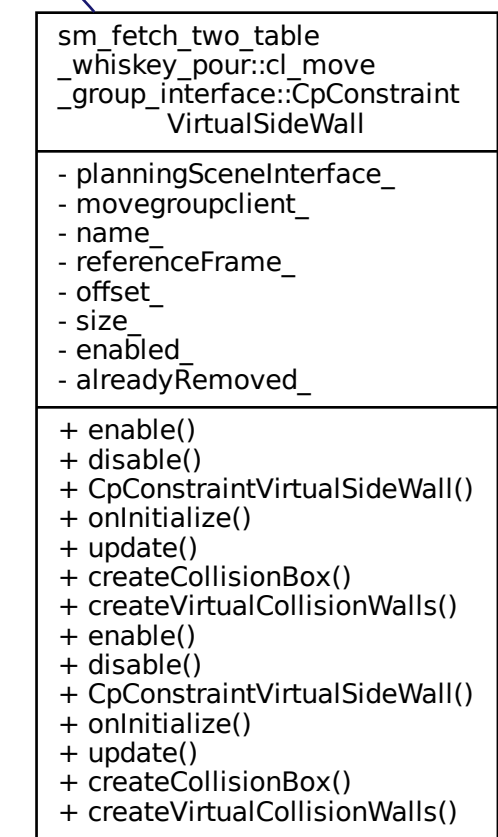 sm_fetch_two_table
_whiskey_pour::cl_move
_group_interface::CpConstraint
VirtualSideWall
- planningSceneInterface_
- movegroupclient_
- name_
- referenceFrame_
- offset_
- size_
- enabled_
- alreadyRemoved_
+ enable()
+ disable()
+ CpConstraintVirtualSideWall()
+ onInitialize()
+ update()
+ createCollisionBox()
+ createVirtualCollisionWalls()
+ enable()
+ disable()
+ CpConstraintVirtualSideWall()
+ onInitialize()
+ update()
+ createCollisionBox()
+ createVirtualCollisionWalls()